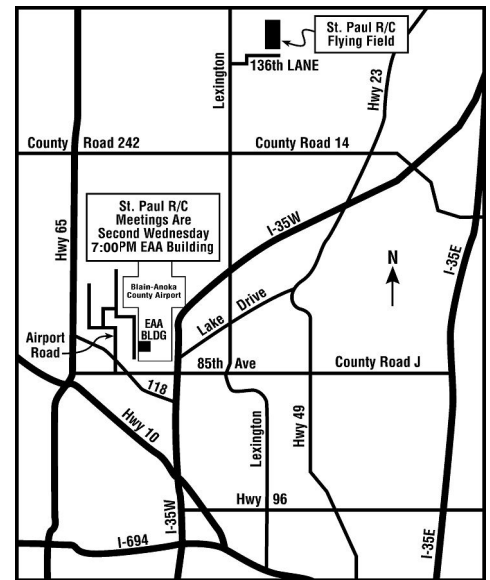 St. Paul R/C
Flying Field
136th LANE
Lexington
Hwy 23
County Road 242
County Road 14
St. Paul R/C
Meetings Are
Second Wednesday
7:00PM EAA Building
Hwy 65
I-35W
I-35E
N
Blain-Anoka
County Airport
EAA
BLDG
Lake Drive
Airport
Road
85th Ave
County Road J
118
Hwy 10
Lexington
Hwy 49
I-35W
Hwy 96
I-35E
I-694